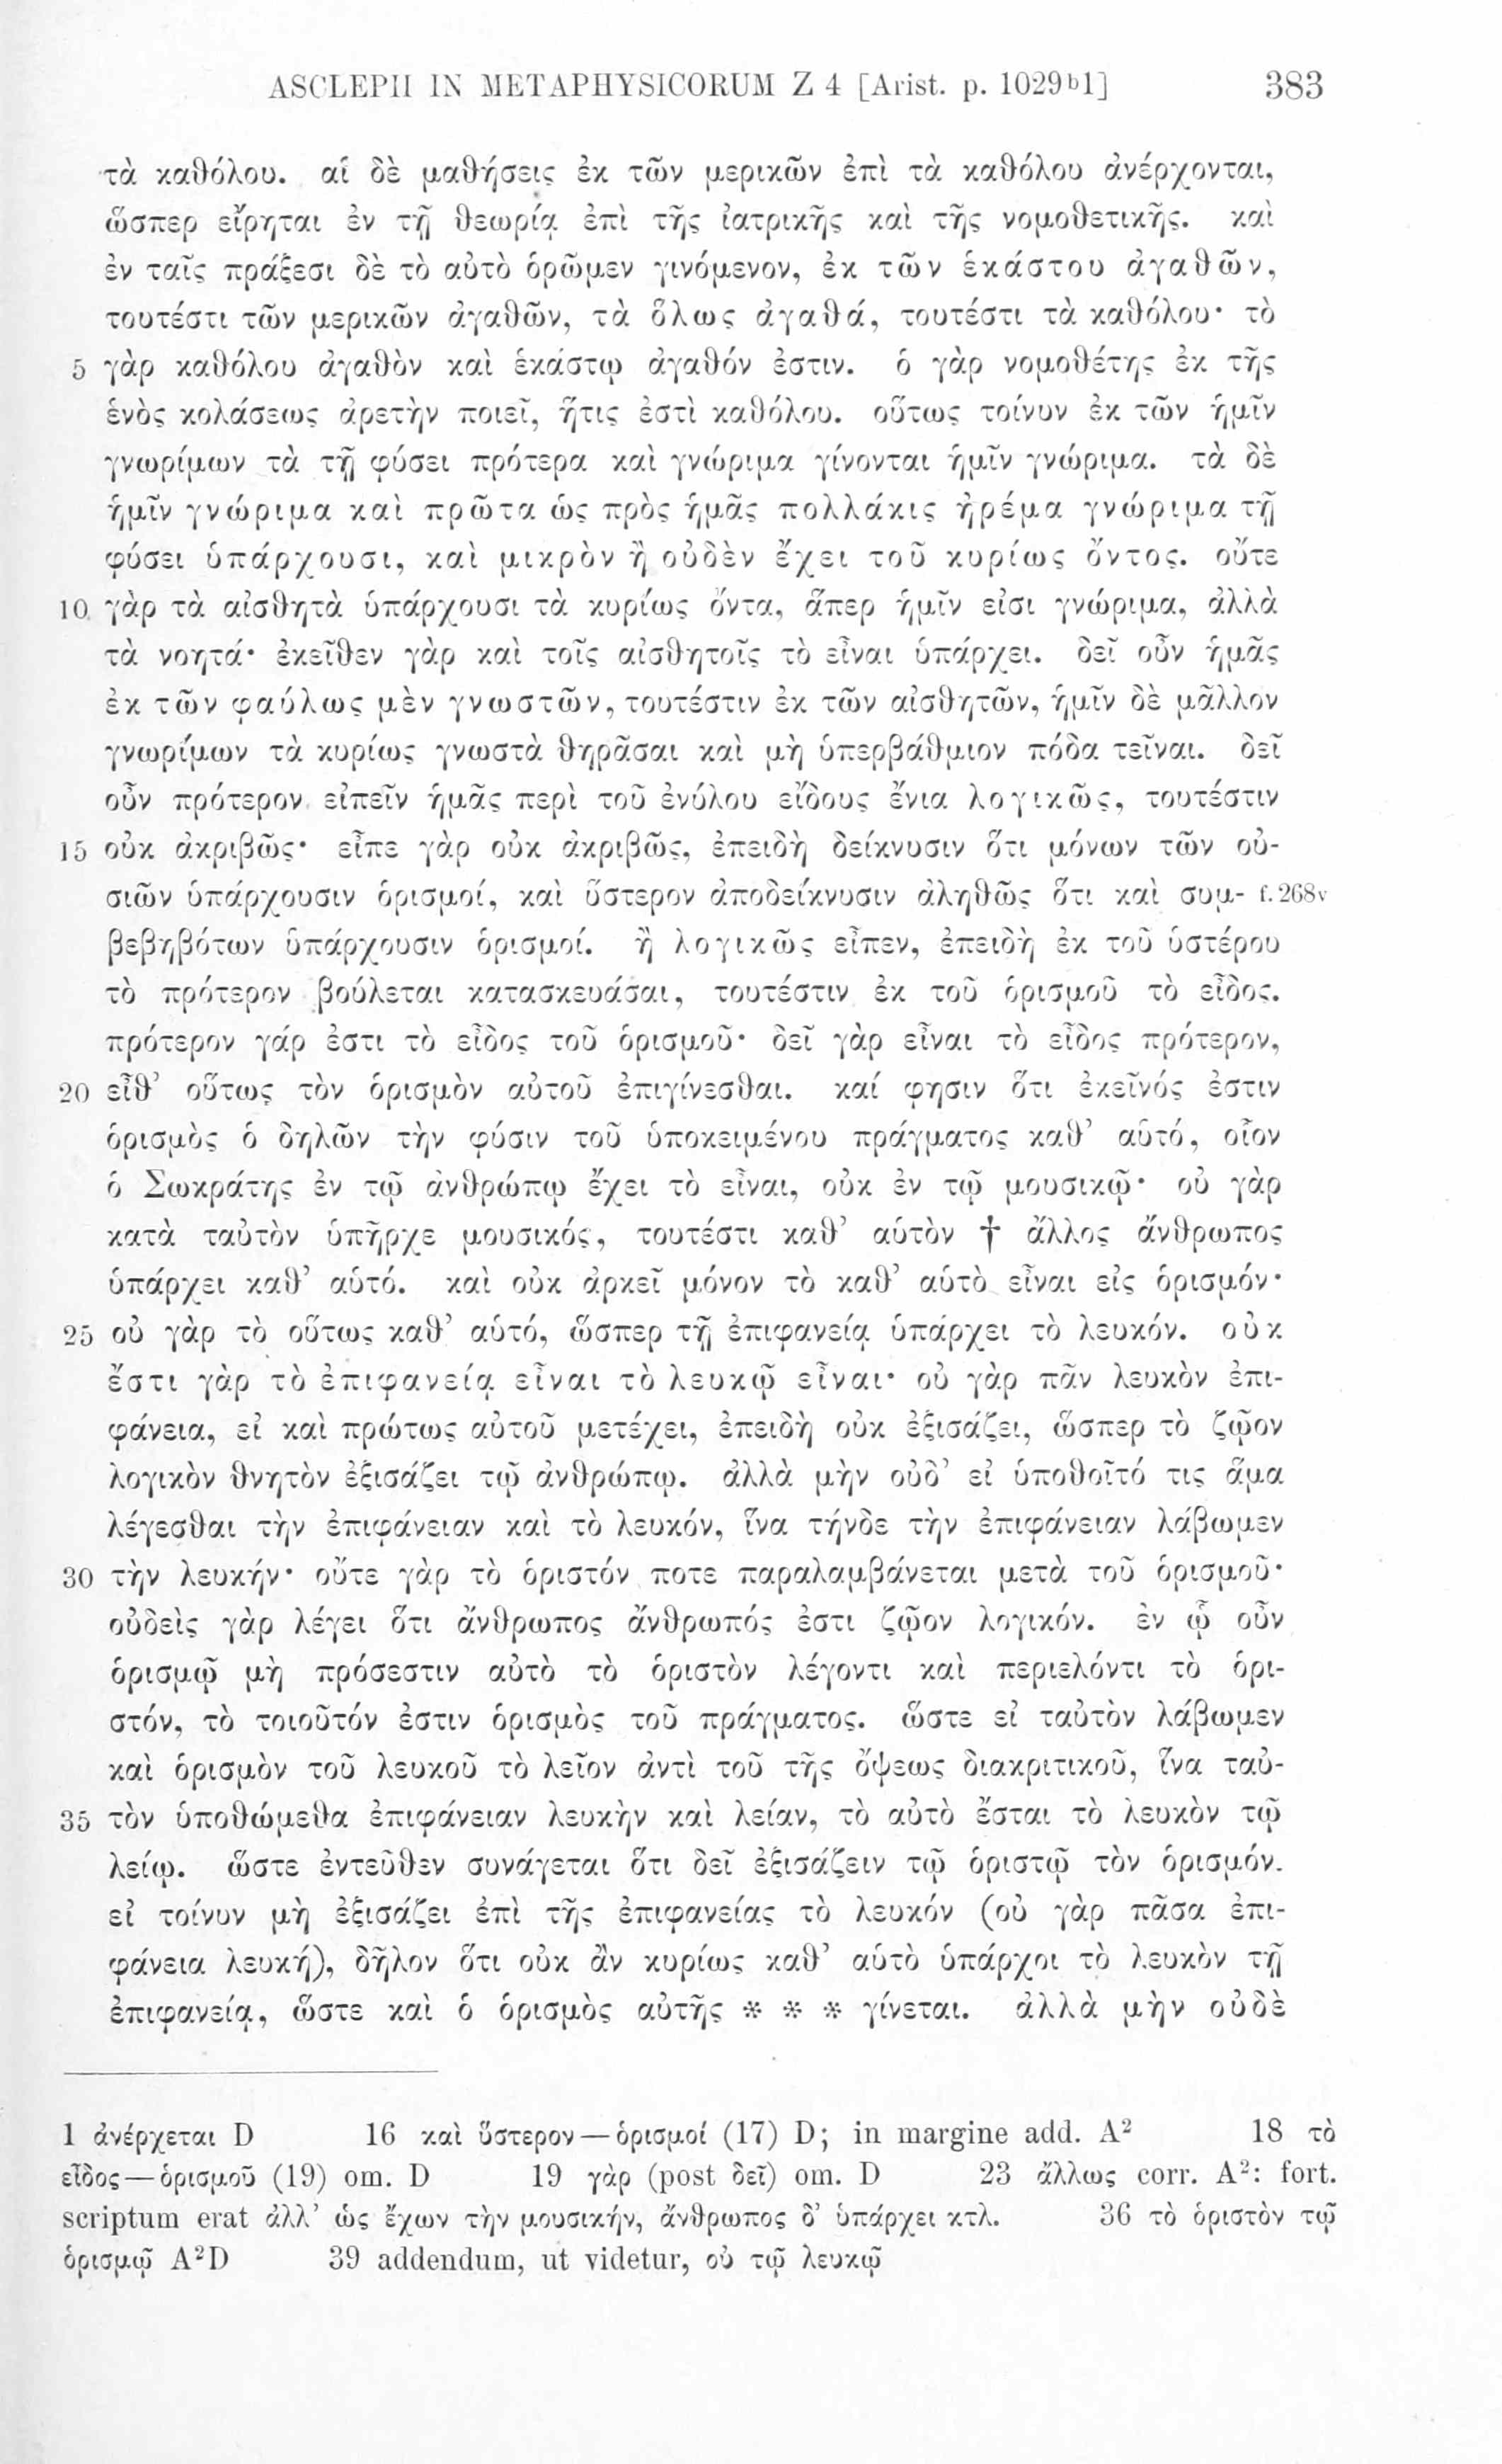 ASCLEPII IN METAPHYSICORUM Z 4 [Arist. p. 1029ᵇ1] 383
τὰ καθόλου. αἱ δὲ μαθήσεις ἐκ τῶν μερικῶν ἐπὶ τὰ καθόλου ἀνέρχονται,
ὥσπερ εἴρηται ἐν τῇ θεωρίᾳ ἐπὶ τῆς ἰατρικῆς καὶ τῆς νομοθετικῆς. καὶ
ἐν ταῖς πράξεσι δὲ τὸ αὐτὸ ὁρῶμεν γινόμενον, ἐκ τῶν ἑκάστου ἀγαθῶν,
τουτέστι τῶν μερικῶν ἀγαθῶν, τὰ ὅλως ἀγαθά, τουτέστι τὰ καθόλου· τὸ
5 γὰρ καθόλου ἀγαθὸν καὶ ἑκάστῳ ἀγαθόν ἐστιν. ὁ γὰρ νομοθέτης ἐκ τῆς
ἑνὸς κολάσεως ἀρετὴν ποιεῖ, ἥτις ἐστὶ καθόλου. οὕτως τοίνυν ἐκ τῶν ἡμῖν
γνωρίμων τὰ τῇ φύσει πρότερα καὶ γνώριμα γίνονται ἡμῖν γνώριμα. τὰ δὲ
ἡμῖν γνώριμα καὶ πρῶτα ὡς πρὸς ἡμᾶς πολλάκις ἠρέμα γνώριμα τῇ
φύσει ὑπάρχουσι, καὶ μικρὸν ἢ οὐδὲν ἔχει τοῦ κυρίως ὄντος. οὔτε
10 γὰρ τὰ αἰσθητὰ ὑπάρχουσι τὰ κυρίως ὄντα, ἅπερ ἡμῖν εἰσι γνώριμα, ἀλλὰ
τὰ νοητά· ἐκεῖθεν γὰρ καὶ τοῖς αἰσθητοῖς τὸ εἶναι ὑπάρχει. δεῖ οὖν ἡμᾶς
ἐκ τῶν φαύλως μὲν γνωστῶν, τουτέστιν ἐκ τῶν αἰσθητῶν, ἡμῖν δὲ μᾶλλον
γνωρίμων τὰ κυρίως γνωστὰ θηρᾶσαι καὶ μὴ ὑπερβάθμιον πόδα τεῖναι. δεῖ
οὖν πρότερον εἰπεῖν ἡμᾶς περὶ τοῦ ἐνύλου εἴδους ἔνια λογικῶς, τουτέστιν
15 οὐκ ἀκριβῶς· εἶπε γὰρ οὐκ ἀκριβῶς, ἐπειδὴ δείκνυσιν ὅτι μόνων τῶν οὐ-
σιῶν ὑπάρχουσιν ὁρισμοί, καὶ ὕστερον ἀποδείκνυσιν ἀληθῶς ὅτι καὶ συμ- f. 268v
βεβηβότων ὑπάρχουσιν ὁρισμοί. ἢ λογικῶς εἶπεν, ἐπειδὴ ἐκ τοῦ ὑστέρου
τὸ πρότερον βούλεται κατασκευάσαι, τουτέστιν ἐκ τοῦ ὁρισμοῦ τὸ εἶδος.
πρότερον γάρ ἐστι τὸ εἶδος τοῦ ὁρισμοῦ· δεῖ γὰρ εἶναι τὸ εἶδος πρότερον,
20 εἶθ’ οὕτως τὸν ὁρισμὸν αὐτοῦ ἐπιγίνεσθαι. καί φησιν ὅτι ἐκεῖνός ἐστιν
ὁρισμὸς ὁ δηλῶν τὴν φύσιν τοῦ ὑποκειμένου πράγματος καθ’ αὑτό, οἷον
ὁ Σωκράτης ἐν τῷ ἀνθρώπῳ ἔχει τὸ εἶναι, οὐκ ἐν τῷ μουσικῷ· οὐ γὰρ
κατὰ ταὐτὸν ὑπῆρχε μουσικός, τουτέστι καθ’ αὑτὸν † ἄλλος ἄνθρωπος
ὑπάρχει καθ’ αὑτό. καὶ οὐκ ἀρκεῖ μόνον τὸ καθ’ αὑτὸ εἶναι εἰς ὁρισμόν·
25 οὐ γὰρ τὸ οὕτως καθ’ αὑτό, ὥσπερ τῇ ἐπιφανείᾳ ὑπάρχει τὸ λευκόν. οὐκ
ἔστι γὰρ τὸ ἐπιφανείᾳ εἶναι τὸ λευκῷ εἶναι· οὐ γὰρ πᾶν λευκὸν ἐπι-
φάνεια, εἰ καὶ πρώτως αὐτοῦ μετέχει, ἐπειδὴ οὐκ ἐξισάζει, ὥσπερ τὸ ζῷον
λογικὸν θνητὸν ἐξισάζει τῷ ἀνθρώπῳ. ἀλλὰ μὴν οὐδ’ εἰ ὑποθοῖτό τις ἅμα
λέγεσθαι τὴν ἐπιφάνειαν καὶ τὸ λευκόν, ἵνα τήνδε τὴν ἐπιφάνειαν λάβωμεν
30 τὴν λευκήν· οὔτε γὰρ τὸ ὁριστόν ποτε παραλαμβάνεται μετὰ τοῦ ὁρισμοῦ·
οὐδεὶς γὰρ λέγει ὅτι ἄνθρωπος ἄνθρωπός ἐστι ζῷον λογικόν. ἐν ᾧ οὖν
ὁρισμῷ μὴ πρόσεστιν αὐτὸ τὸ ὁριστὸν λέγοντι καὶ περιελόντι τὸ ὁρι-
στόν, τὸ τοιοῦτόν ἐστιν ὁρισμὸς τοῦ πράγματος. ὥστε εἰ ταὐτὸν λάβωμεν
καὶ ὁρισμὸν τοῦ λευκοῦ τὸ λεῖον ἀντὶ τοῦ τῆς ὄψεως διακριτικοῦ, ἵνα ταὐ-
35 τὸν ὑποθώμεθα ἐπιφάνειαν λευκὴν καὶ λείαν, τὸ αὐτὸ ἔσται τὸ λευκὸν τῷ
λείῳ. ὥστε ἐντεῦθεν συνάγεται ὅτι δεῖ ἐξισάζειν τῷ ὁριστῷ τὸν ὁρισμόν.
εἰ τοίνυν μὴ ἐξισάζει ἐπὶ τῆς ἐπιφανείας τὸ λευκόν (οὐ γὰρ πᾶσα ἐπι-
φάνεια λευκή), δῆλον ὅτι οὐκ ἂν κυρίως καθ’ αὑτὸ ὑπάρχοι τὸ λευκὸν τῇ
ἐπιφανείᾳ, ὥστε καὶ ὁ ὁρισμὸς αὐτῆς * * * γίνεται. ἀλλὰ μὴν οὐδὲ
1 ἀνέρχεται D 16 καὶ ὕστερον — ὁρισμοί (17) D; in margine add. A² 18 τὸ
εἶδος — ὁρισμοῦ (19) om. D 19 γὰρ (post δεῖ) om. D 23 ἄλλως corr. A²: fort.
scriptum erat ἀλλ’ ὡς ἔχων τὴν μουσικήν, ἄνθρωπος δ’ ὑπάρχει κτλ. 36 τὸ ὁριστὸν τῷ
ὁρισμῷ A²D 39 addendum, ut videtur, οὐ τῷ λευκῷ